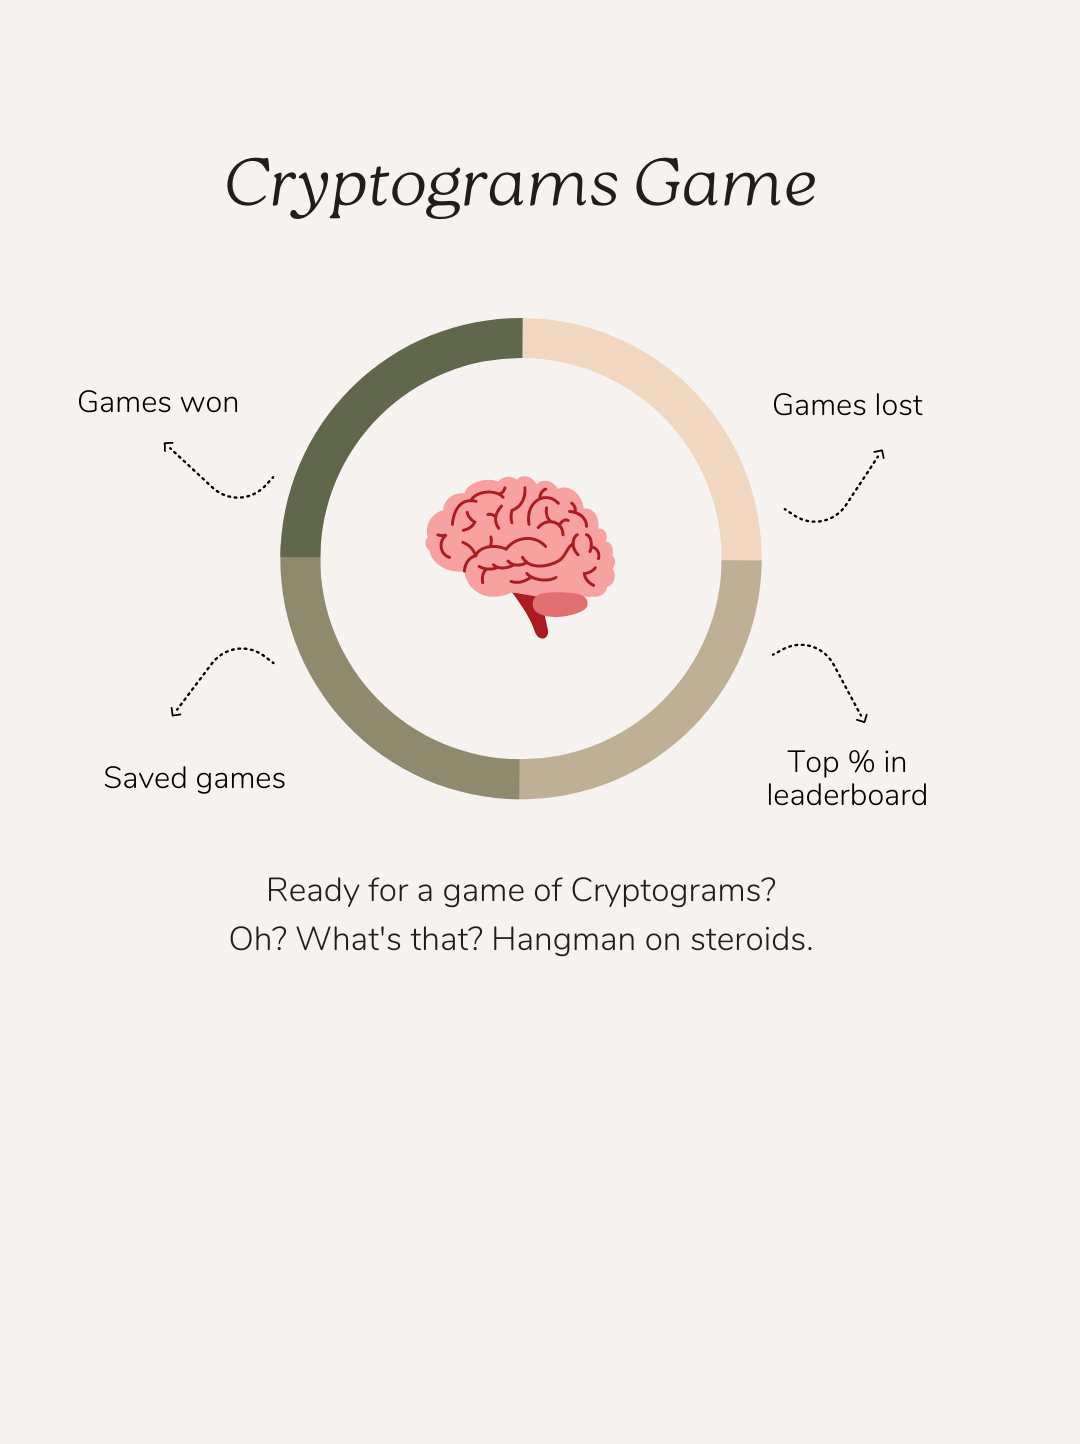 Cryptograms Game
Games won
Games lost
Saved games
Top % in
leaderboard
Ready for a game of Cryptograms?
Oh? What's that? Hangman on steroids.